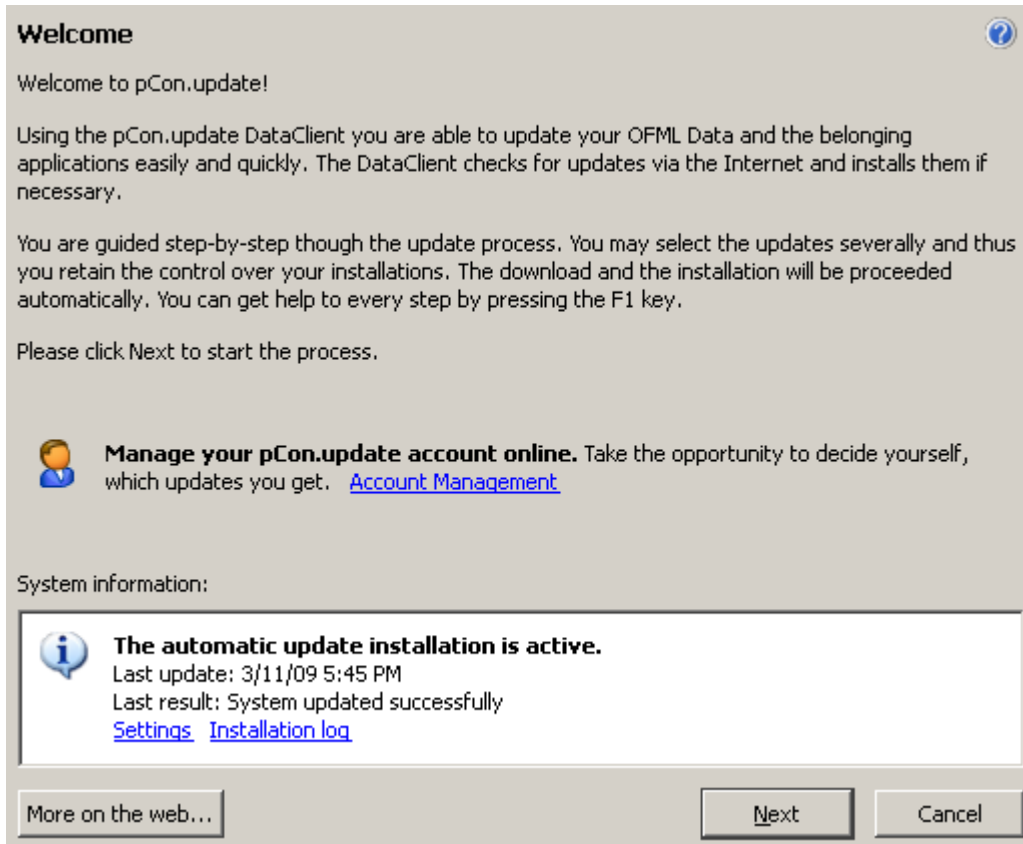 Welcome
Welcome to pCon.update!
Using the pCon.update DataClient you are able to update your OFML Data and the belonging
applications easily and quickly. The DataClient checks for updates via the Internet and installs them if
necessary.
You are guided step-by-step though the update process. You may select the updates severally and thus
you retain the control over your installations. The download and the installation will be proceeded
automatically. You can get help to every step by pressing the F1 key.
Please click Next to start the process.
Manage your pCon.update account online. Take the opportunity to decide yourself,
which updates you get. Account Management
System information:
The automatic update installation is active.
Last update: 3/11/09 5:45 PM
Last result: System updated successfully
Settings Installation log
More on the web... Next Cancel